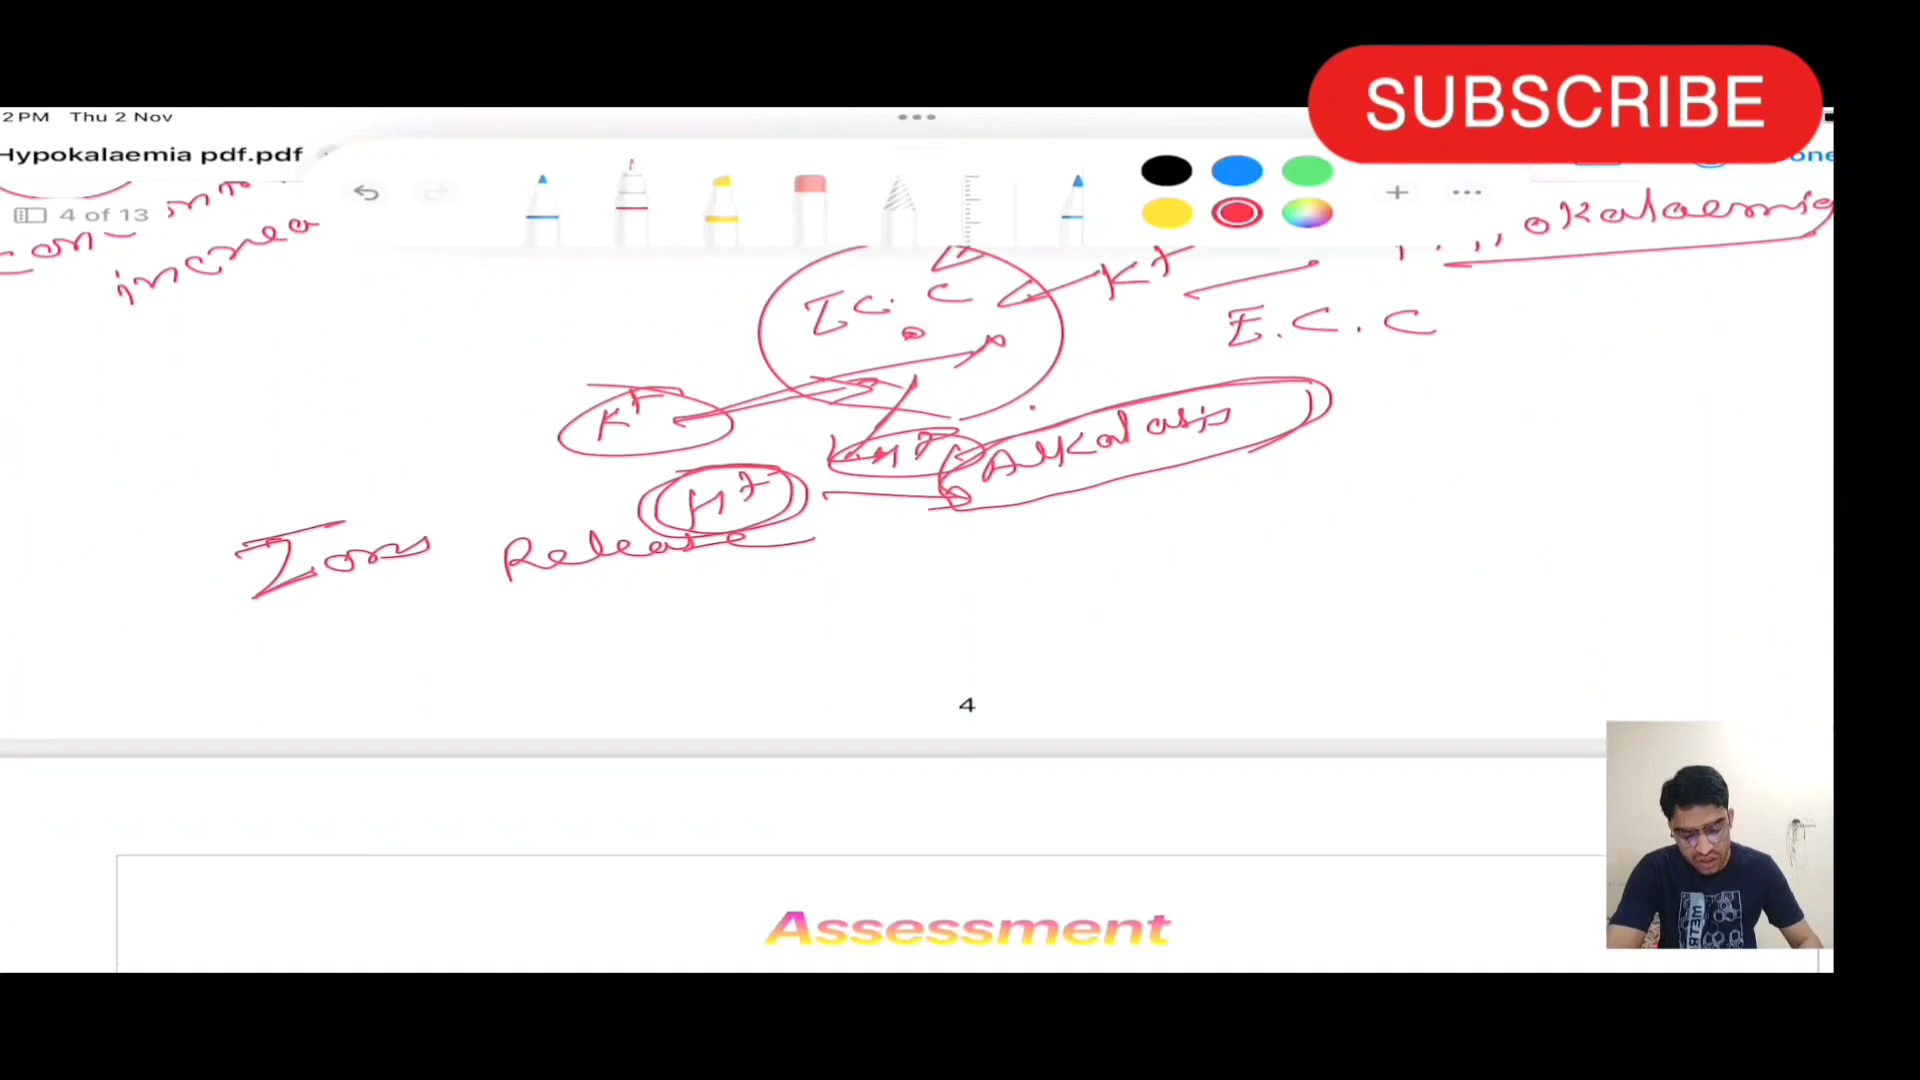 SUBSCRIBE
2 PM Thu 2 Nov
Hypokalaemia pdf.pdf
4 of 13
increa
okalaemia
I C. C
K+
E. C. C
K+
H+
Alkalosis
H+
Ions Release
4
Assessment
METR